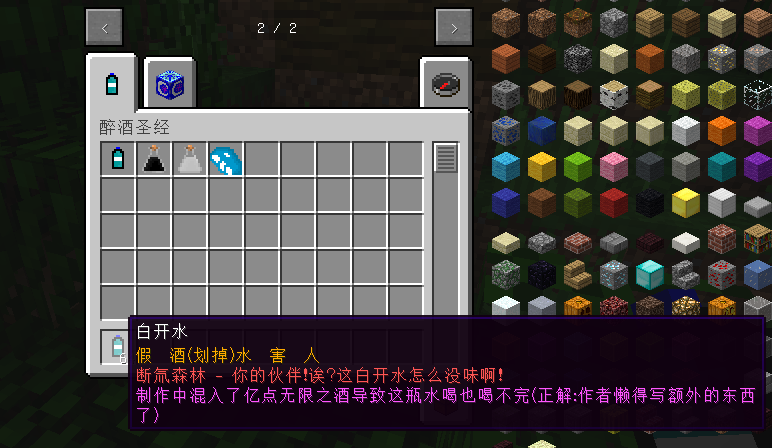 <
2 / 2
>
醉酒圣经
白开水
假 酒(划掉)水 害 人
断氚森林 - 你的伙伴!诶?这白开水怎么没味啊!
制作中混入了亿点无限之酒导致这瓶水喝也喝不完(正解:作者懒得写额外的东西
了)